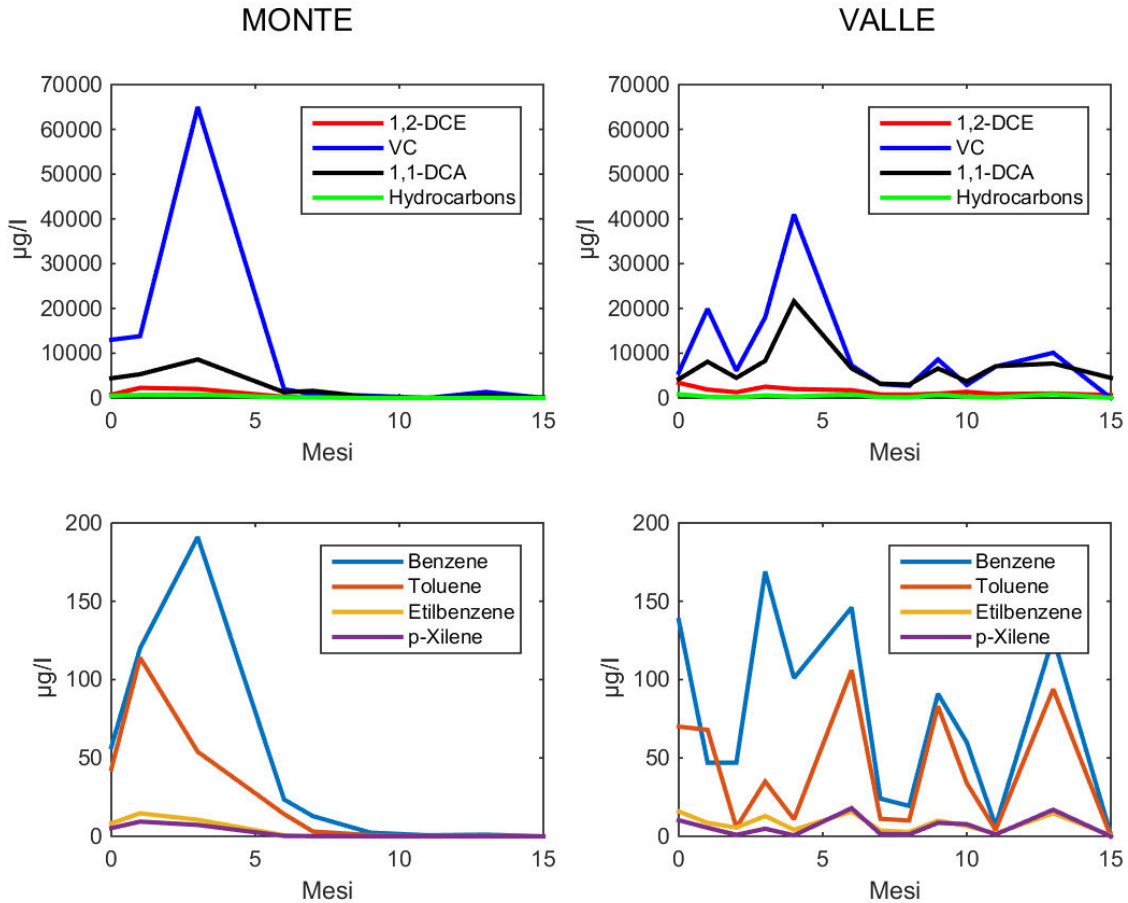 MONTE
VALLE
70000
60000
50000
40000
30000
20000
10000
0
µg/l
1,2-DCE
VC
1,1-DCA
Hydrocarbons
0
5
10
15
Mesi
70000
60000
50000
40000
30000
20000
10000
0
µg/l
1,2-DCE
VC
1,1-DCA
Hydrocarbons
0
5
10
15
Mesi
200
150
100
50
0
µg/l
Benzene
Toluene
Etilbenzene
p-Xilene
0
5
10
15
Mesi
200
150
100
50
0
µg/l
Benzene
Toluene
Etilbenzene
p-Xilene
0
5
10
15
Mesi